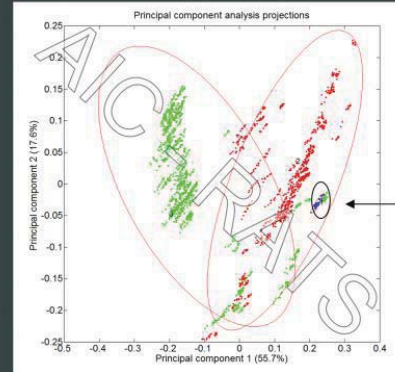 Principal component analysis projections
0.25
0.2
0.15
0.1
0.05
0
-0.05
-0.1
-0.15
-0.2
-0.25
Principal component 2 (17.6%)
-0.5 -0.4 -0.3 -0.2 -0.1 0 0.1 0.2 0.3 0.4
Principal component 1 (55.7%)
AIC - RAITS